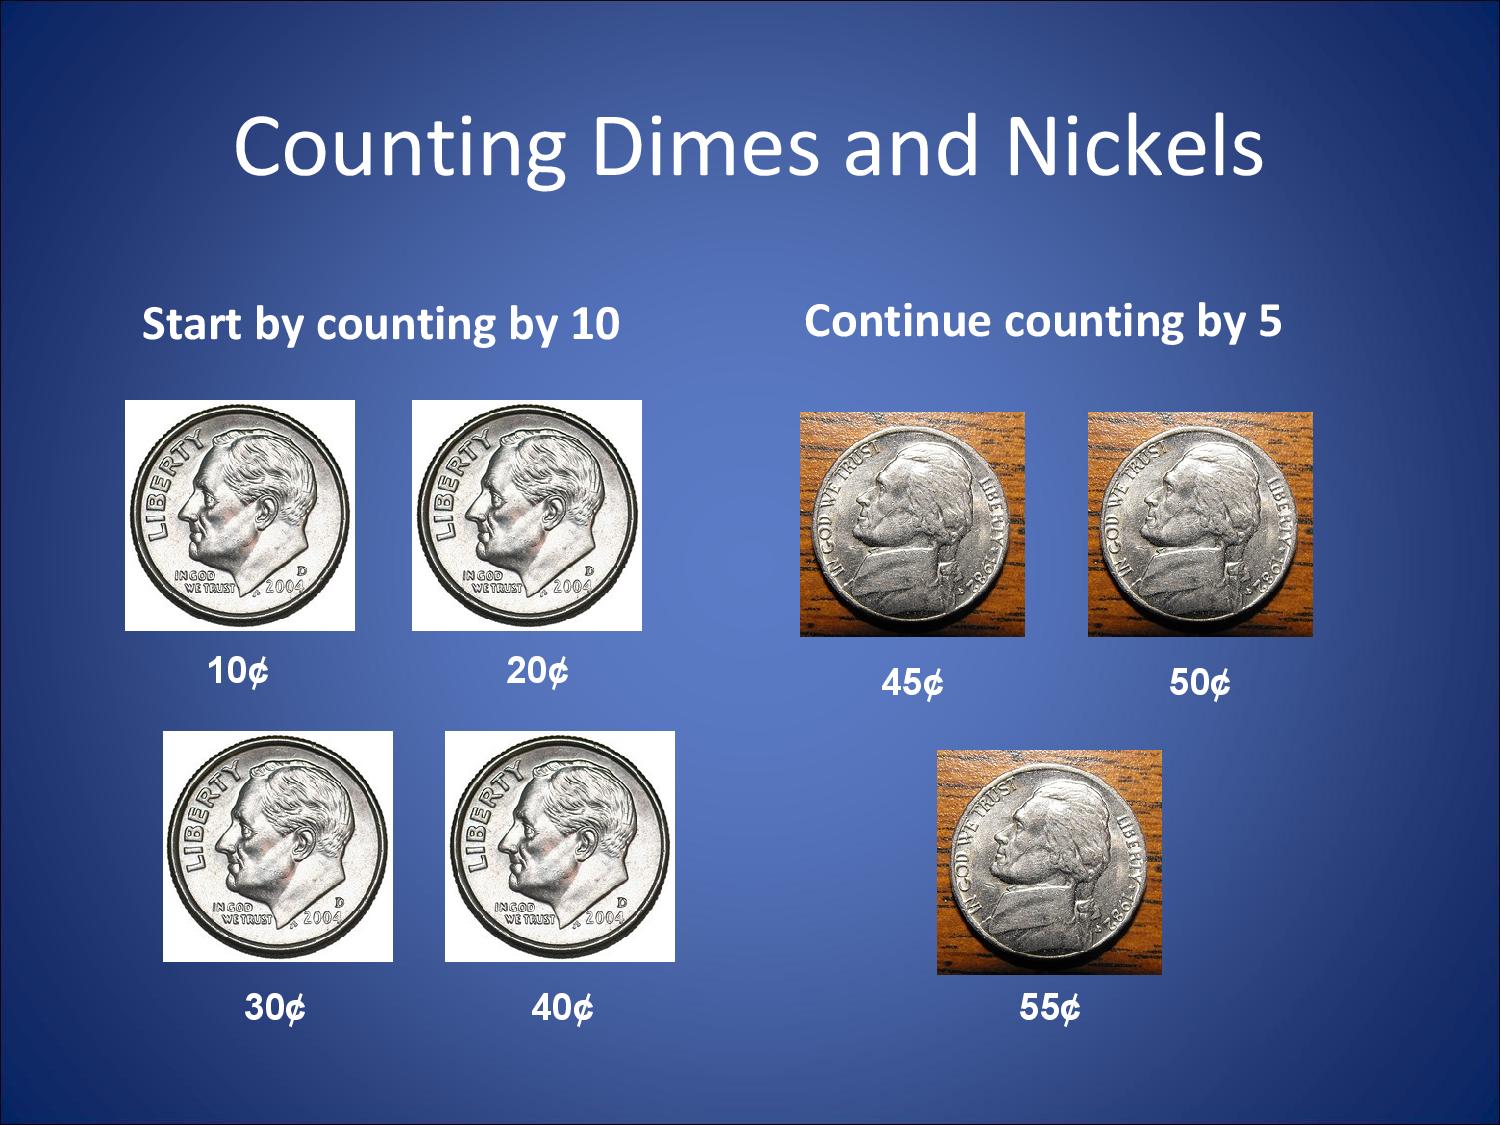 Counting Dimes and Nickels
Start by counting by 10
Continue counting by 5
LIBERTY
IN GOD
WE TRUST
D
2004
LIBERTY
IN GOD
WE TRUST
D
2004
IN GOD WE TRUST
LIBERTY 1982
IN GOD WE TRUST
LIBERTY 1982
10¢
20¢
45¢
50¢
LIBERTY
IN GOD
WE TRUST
D
2004
LIBERTY
IN GOD
WE TRUST
D
2004
IN GOD WE TRUST
LIBERTY 1982
30¢
40¢
55¢